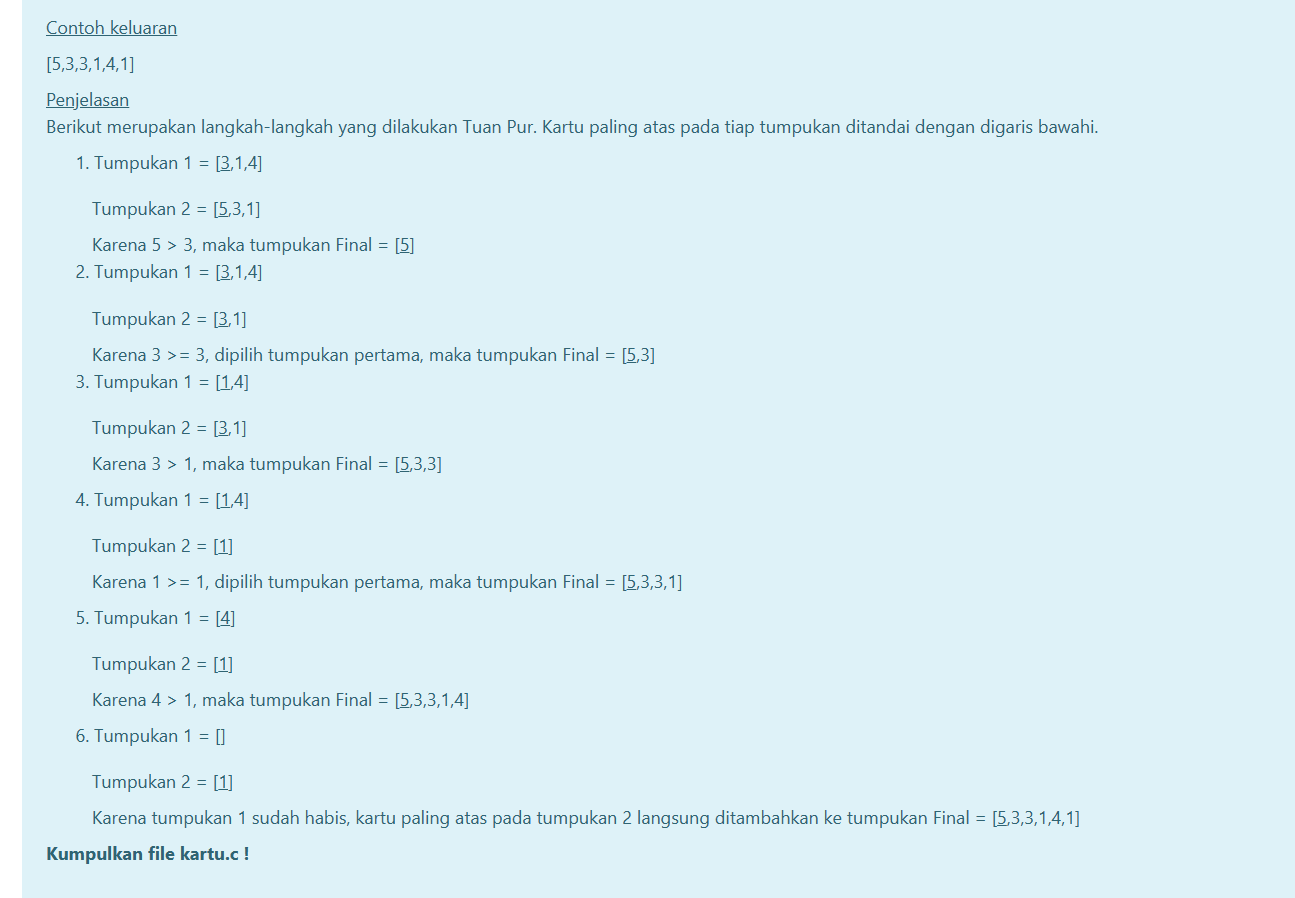 Contoh keluaran
[5,3,3,1,4,1]
Penjelasan
Berikut merupakan langkah-langkah yang dilakukan Tuan Pur. Kartu paling atas pada tiap tumpukan ditandai dengan digaris bawahi.
1. Tumpukan 1 = [3,1,4]
Tumpukan 2 = [5,3,1]
Karena 5 > 3, maka tumpukan Final = [5]
2. Tumpukan 1 = [3,1,4]
Tumpukan 2 = [3,1]
Karena 3 >= 3, dipilih tumpukan pertama, maka tumpukan Final = [5,3]
3. Tumpukan 1 = [1,4]
Tumpukan 2 = [3,1]
Karena 3 > 1, maka tumpukan Final = [5,3,3]
4. Tumpukan 1 = [1,4]
Tumpukan 2 = [1]
Karena 1 >= 1, dipilih tumpukan pertama, maka tumpukan Final = [5,3,3,1]
5. Tumpukan 1 = [4]
Tumpukan 2 = [1]
Karena 4 > 1, maka tumpukan Final = [5,3,3,1,4]
6. Tumpukan 1 = []
Tumpukan 2 = [1]
Karena tumpukan 1 sudah habis, kartu paling atas pada tumpukan 2 langsung ditambahkan ke tumpukan Final = [5,3,3,1,4,1]
Kumpulkan file kartu.c !